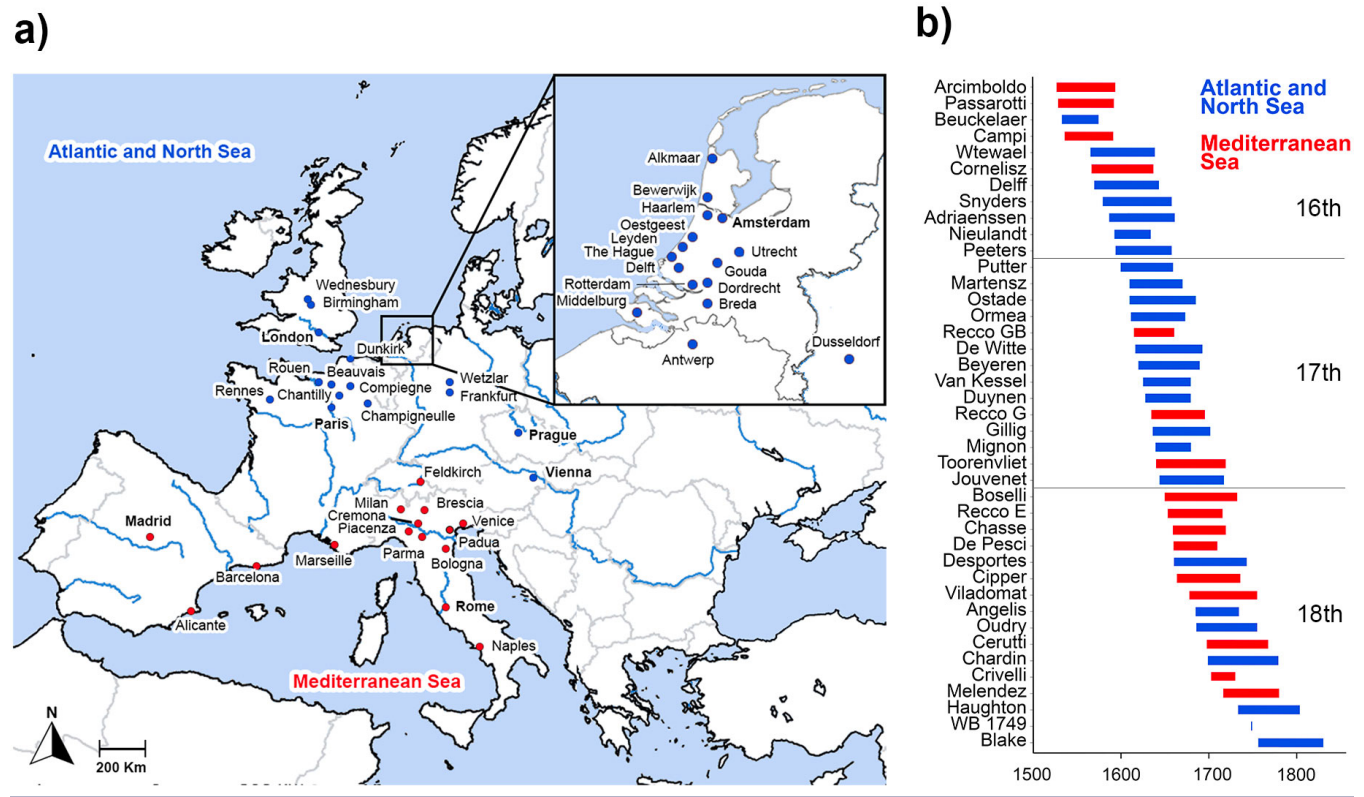 a)
Atlantic and North Sea
Wednesbury
Birmingham
London
Dunkirk
Rouen
Beauvais
Compiegne
Rennes
Chantilly
Champigneulle
Paris
Wetzlar
Frankfurt
Prague
Vienna
Feldkirch
Milan
Brescia
Cremona
Venice
Piacenza
Padua
Parma
Bologna
Madrid
Marseille
Barcelona
Alicante
Rome
Naples
Mediterranean Sea
N
200 Km
Alkmaar
Bewerwijk
Haarlem
Amsterdam
Oestgeest
Leyden
The Hague
Utrecht
Delft
Gouda
Rotterdam
Dordrecht
Middelburg
Breda
Antwerp
Dusseldorf
b)
Arcimboldo
Passarotti
Beuckelaer
Campi
Wtewael
Cornelisz
Delff
Snyders
Adriaenssen
Nieulandt
Peeters
Putter
Martensz
Ostade
Ormea
Recco GB
De Witte
Beyeren
Van Kessel
Duynen
Recco G
Gillig
Mignon
Toorenvliet
Jouvenet
Boselli
Recco E
Chasse
De Pesci
Desportes
Cipper
Viladomat
Angelis
Oudry
Cerutti
Chardin
Crivelli
Melendez
Haughton
WB 1749
Blake
Atlantic and
North Sea
Mediterranean
Sea
16th
17th
18th
1500 1600 1700 1800